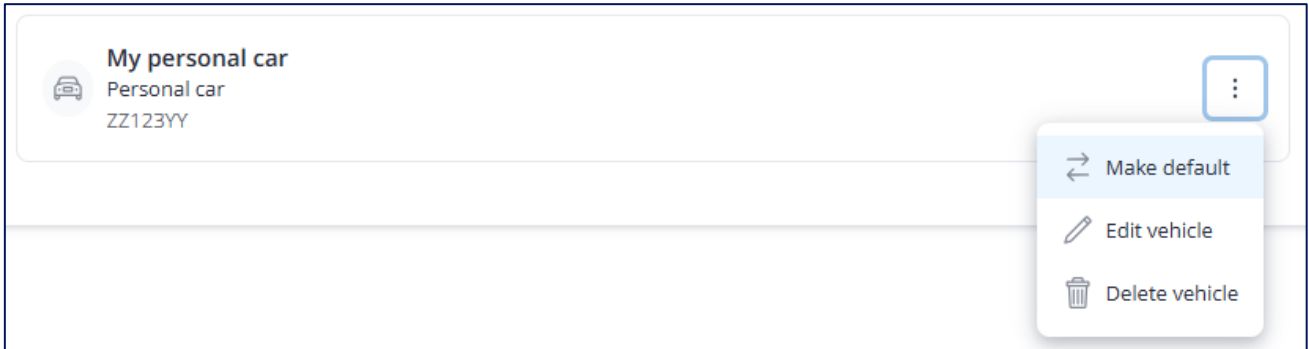 My personal car
Personal car
ZZ123YY
Make default
Edit vehicle
Delete vehicle